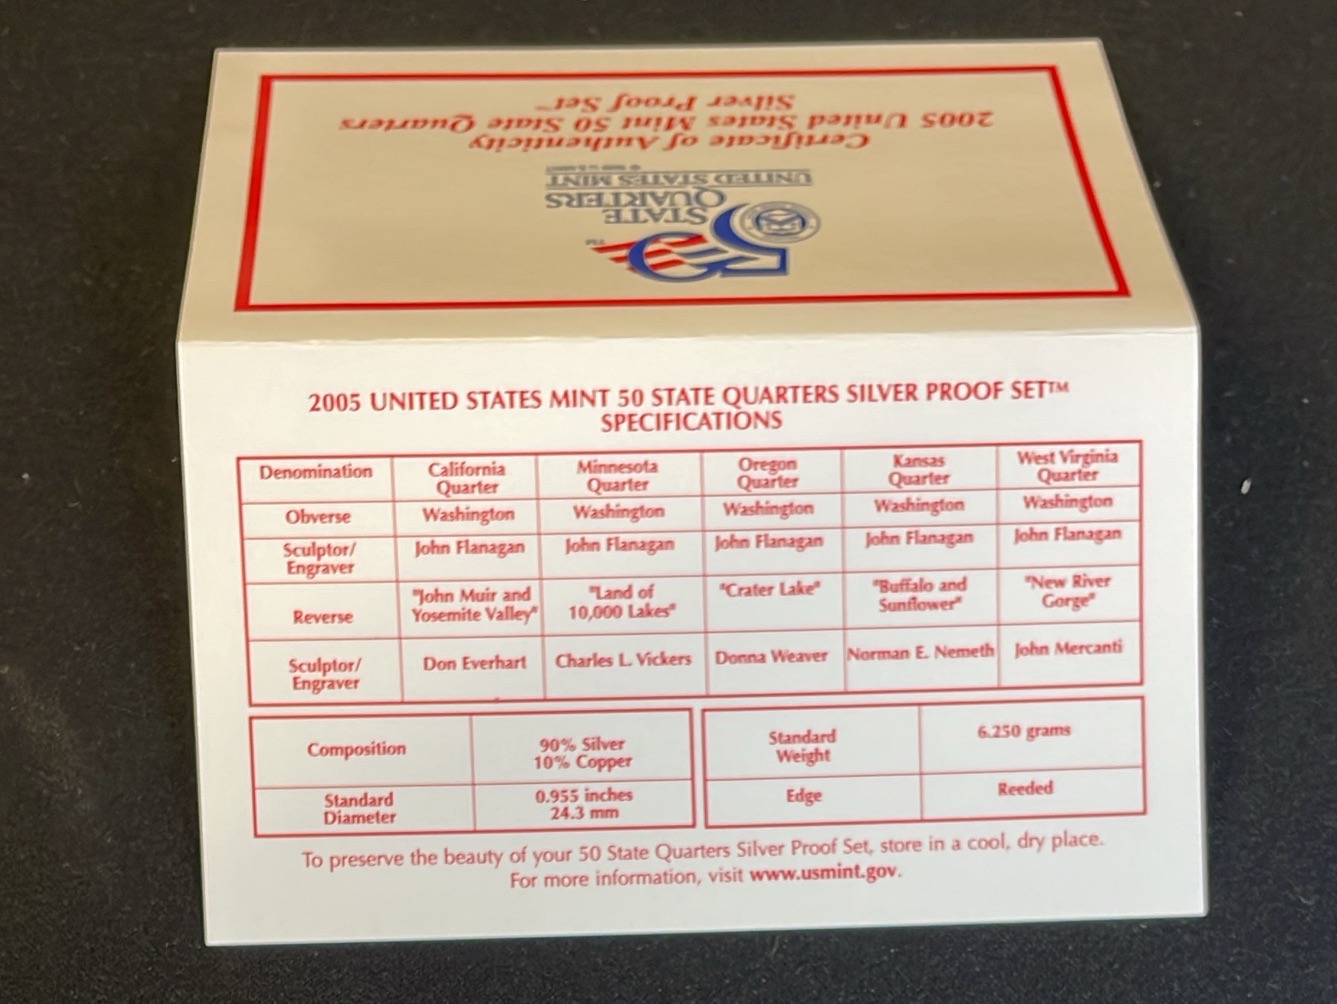 Certificate of Authenticity
2005 United States Mint 50 State Quarters
Silver Proof Set™
50
TM
STATE
QUARTERS
UNITED STATES MINT
2005 UNITED STATES MINT 50 STATE QUARTERS SILVER PROOF SET™
SPECIFICATIONS
Denomination
California
Quarter
Minnesota
Quarter
Oregon
Quarter
Kansas
Quarter
West Virginia
Quarter
Obverse
Washington
Washington
Washington
Washington
Washington
Sculptor/
Engraver
John Flanagan
John Flanagan
John Flanagan
John Flanagan
John Flanagan
Reverse
"John Muir and
Yosemite Valley"
"Land of
10,000 Lakes"
"Crater Lake"
"Buffalo and
Sunflower"
"New River
Gorge"
Sculptor/
Engraver
Don Everhart
Charles L. Vickers
Donna Weaver
Norman E. Nemeth
John Mercanti
Composition
90% Silver
10% Copper
Standard
Weight
6.250 grams
Standard
Diameter
0.955 inches
24.3 mm
Edge
Reeded
To preserve the beauty of your 50 State Quarters Silver Proof Set, store in a cool, dry place.
For more information, visit www.usmint.gov.